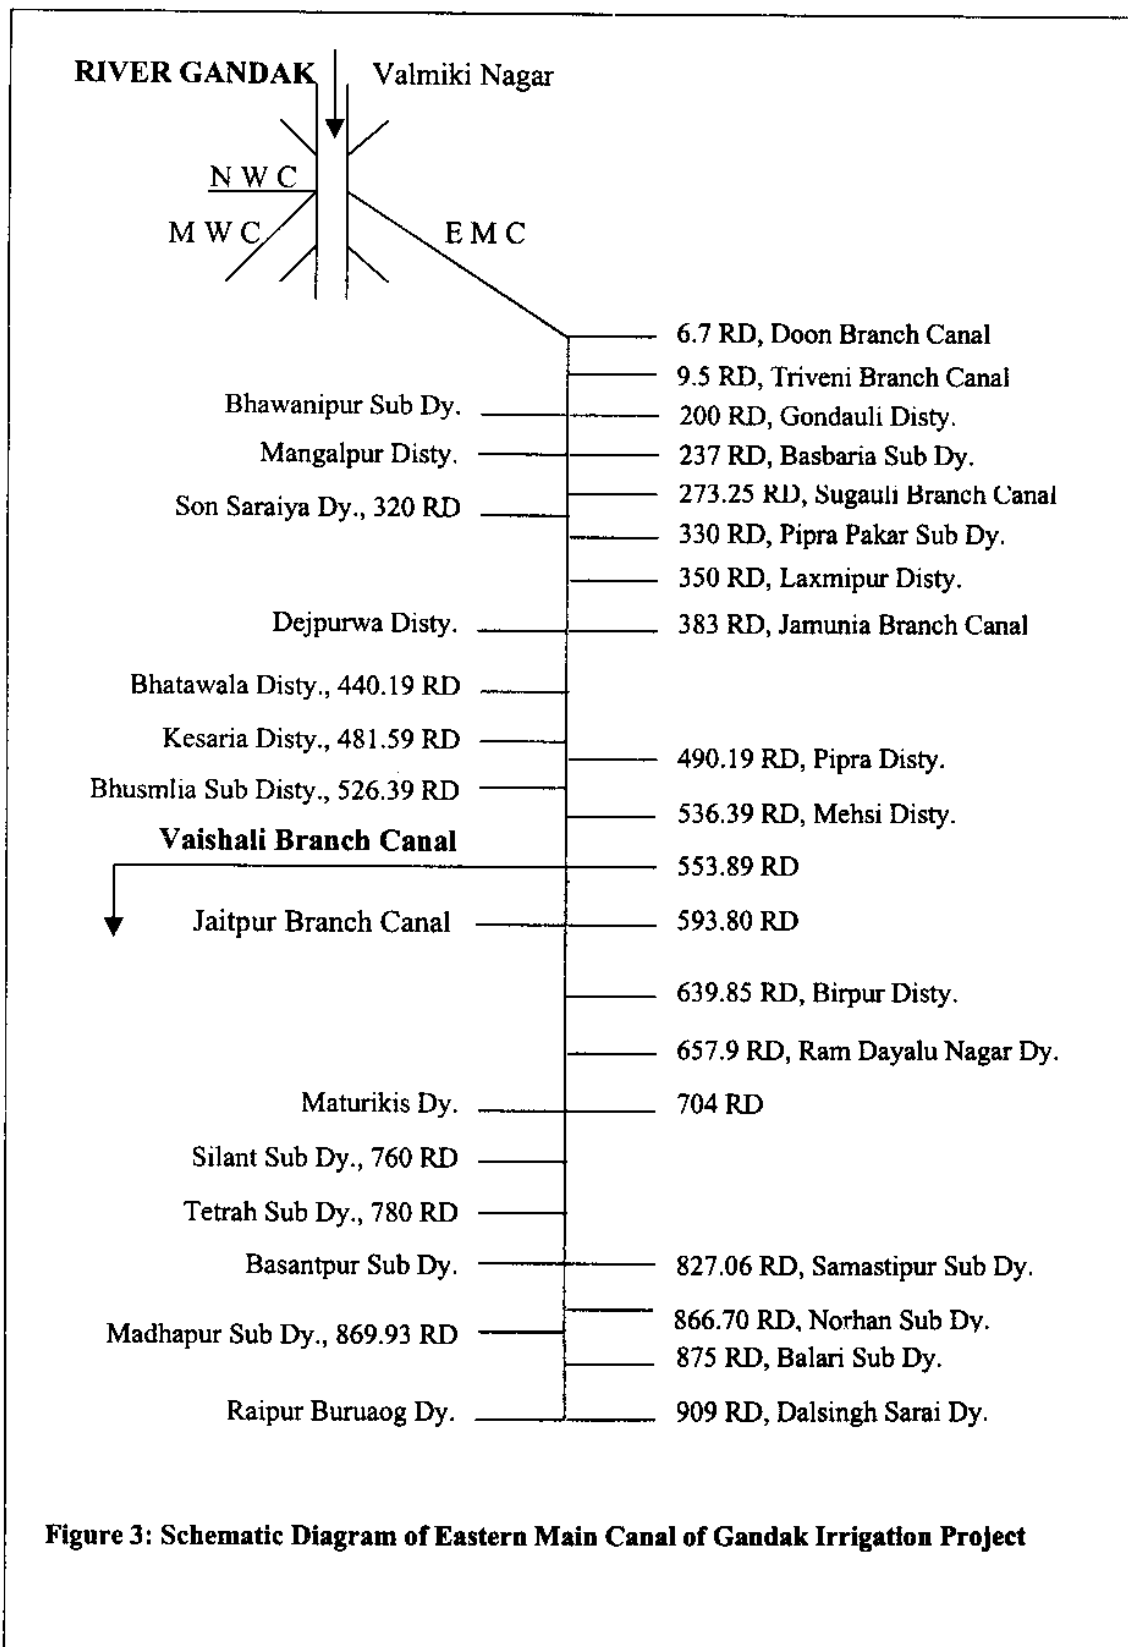 RIVER GANDAK Valmiki Nagar
N W C
M W C
E M C
6.7 RD, Doon Branch Canal
9.5 RD, Triveni Branch Canal
Bhawanipur Sub Dy.
200 RD, Gondauli Disty.
Mangalpur Disty.
237 RD, Basbaria Sub Dy.
273.25 RD, Sugauli Branch Canal
Son Saraiya Dy., 320 RD
330 RD, Pipra Pakar Sub Dy.
350 RD, Laxmipur Disty.
Dejpurwa Disty.
383 RD, Jamunia Branch Canal
Bhatawala Disty., 440.19 RD
Kesaria Disty., 481.59 RD
490.19 RD, Pipra Disty.
Bhusmlia Sub Disty., 526.39 RD
536.39 RD, Mehsi Disty.
Vaishali Branch Canal
553.89 RD
Jaitpur Branch Canal
593.80 RD
639.85 RD, Birpur Disty.
657.9 RD, Ram Dayalu Nagar Dy.
Maturikis Dy.
704 RD
Silant Sub Dy., 760 RD
Tetrah Sub Dy., 780 RD
Basantpur Sub Dy.
827.06 RD, Samastipur Sub Dy.
866.70 RD, Norhan Sub Dy.
Madhapur Sub Dy., 869.93 RD
875 RD, Balari Sub Dy.
Raipur Buruaog Dy.
909 RD, Dalsingh Sarai Dy.
Figure 3: Schematic Diagram of Eastern Main Canal of Gandak Irrigation Project